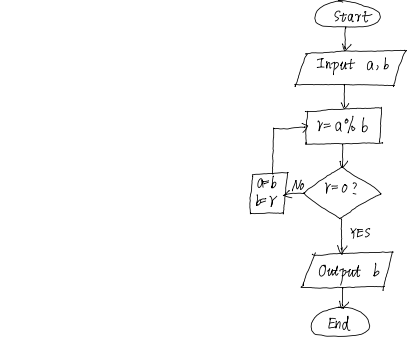 Start
Input a,b
r=a%b
a=b
b=r
No
r=0?
YES
Output b
End